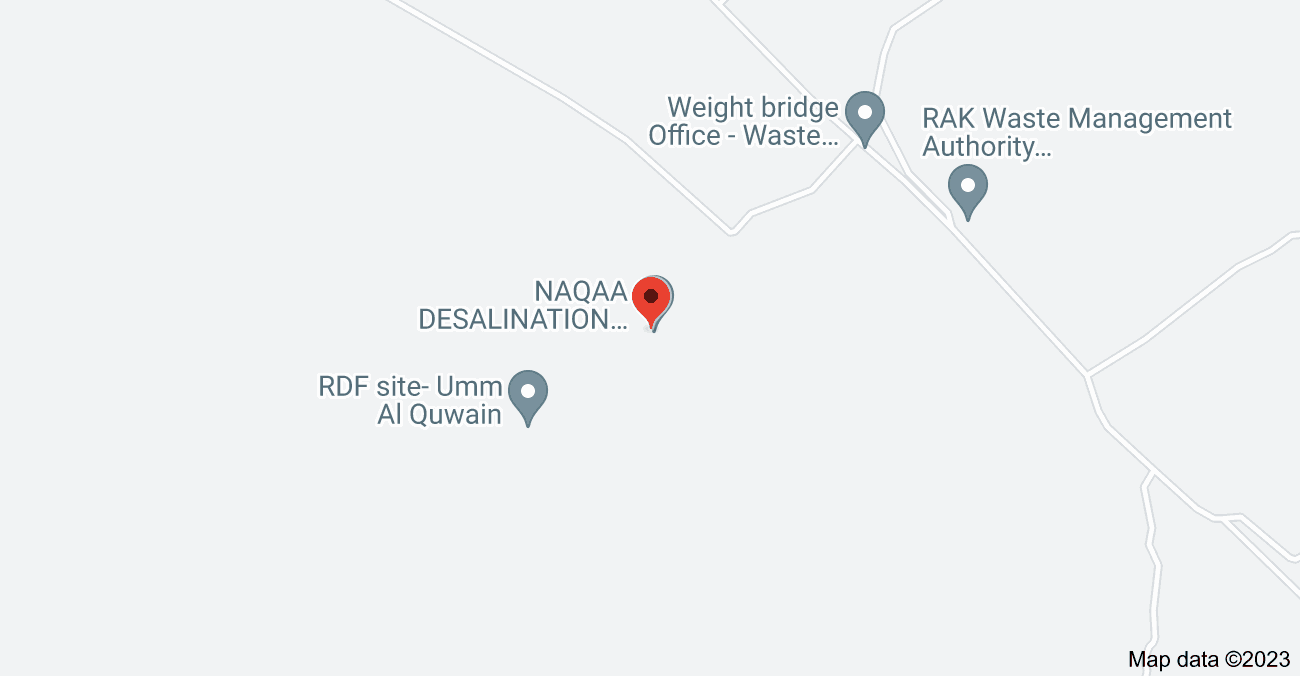 Weight bridge
Office - Waste...
RAK Waste Management
Authority...
NAQAA
DESALINATION...
RDF site- Umm
Al Quwain
Map data ©2023